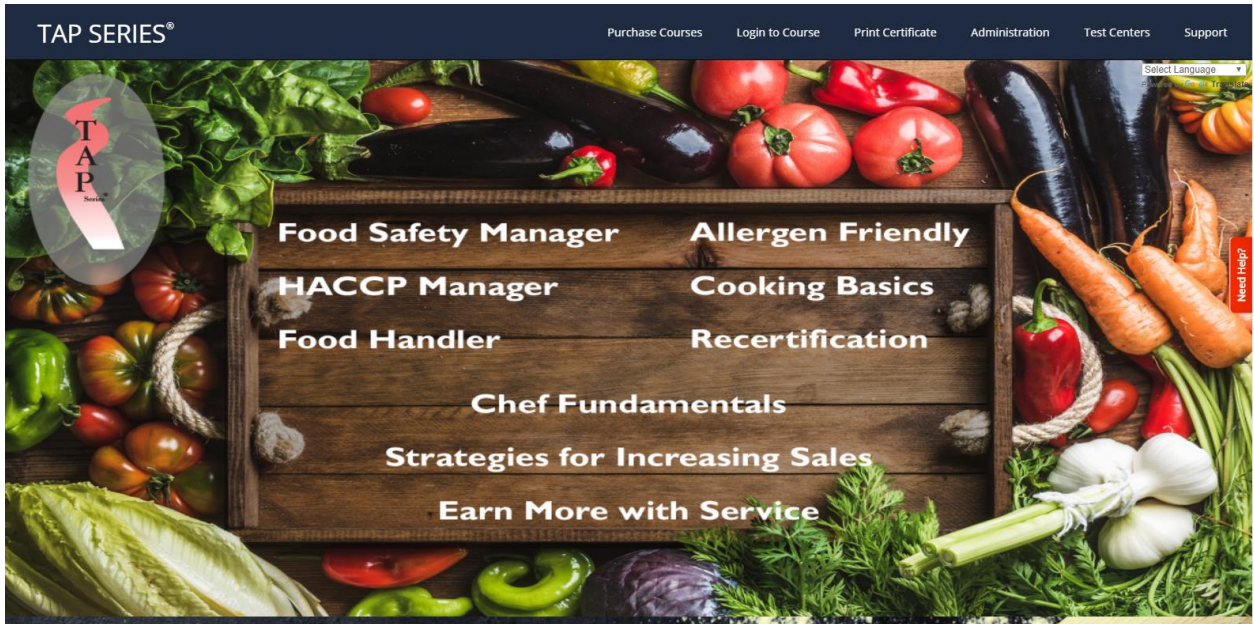 TAP SERIES®
Purchase Courses Login to Course Print Certificate Administration Test Centers Support
Select Language
Translate
T
A
P
Series®
Need Help?
Food Safety Manager Allergen Friendly
HACCP Manager Cooking Basics
Food Handler Recertification
Chef Fundamentals
Strategies for Increasing Sales
Earn More with Service